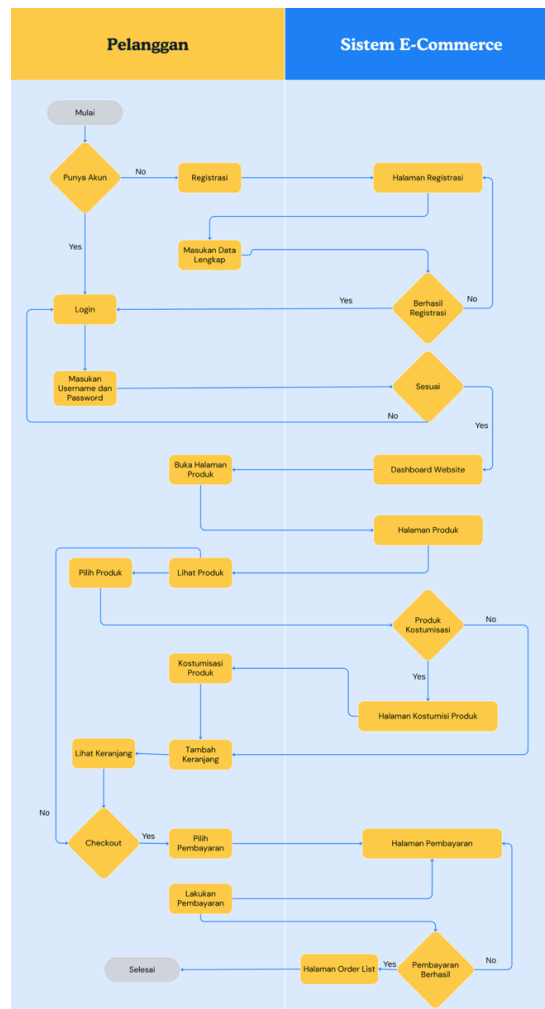 Pelanggan
Sistem E-Commerce
Mulai
Punya Akun
No
Registrasi
Halaman Registrasi
Yes
Masukan Data
Lengkap
Login
Yes
Berhasil
Registrasi
No
Masukan
Username dan
Password
Sesuai
No
Yes
Buka Halaman
Produk
Dashboard Website
Halaman Produk
Pilih Produk
Lihat Produk
Produk
Kostumisasi
No
Kostumisasi
Produk
Yes
Halaman Kostumisi Produk
Lihat Keranjang
Tambah
Keranjang
No
Checkout
Yes
Pilih
Pembayaran
Halaman Pembayaran
Lakukan
Pembayaran
Selesai
Halaman Order List
Yes
Pembayaran
Berhasil
No